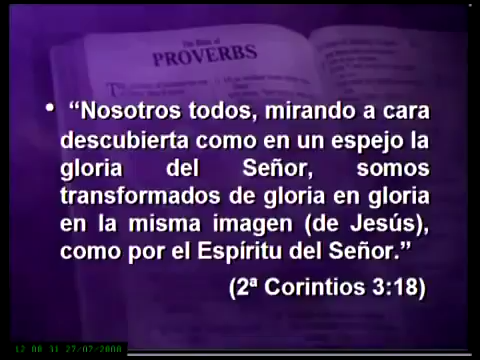 The Book of
PROVERBS
• “Nosotros todos, mirando a cara
descubierta como en un espejo la
gloria del Señor, somos
transformados de gloria en gloria
en la misma imagen (de Jesús),
como por el Espíritu del Señor.”
(2ª Corintios 3:18)
12 08 31 27/07/2008